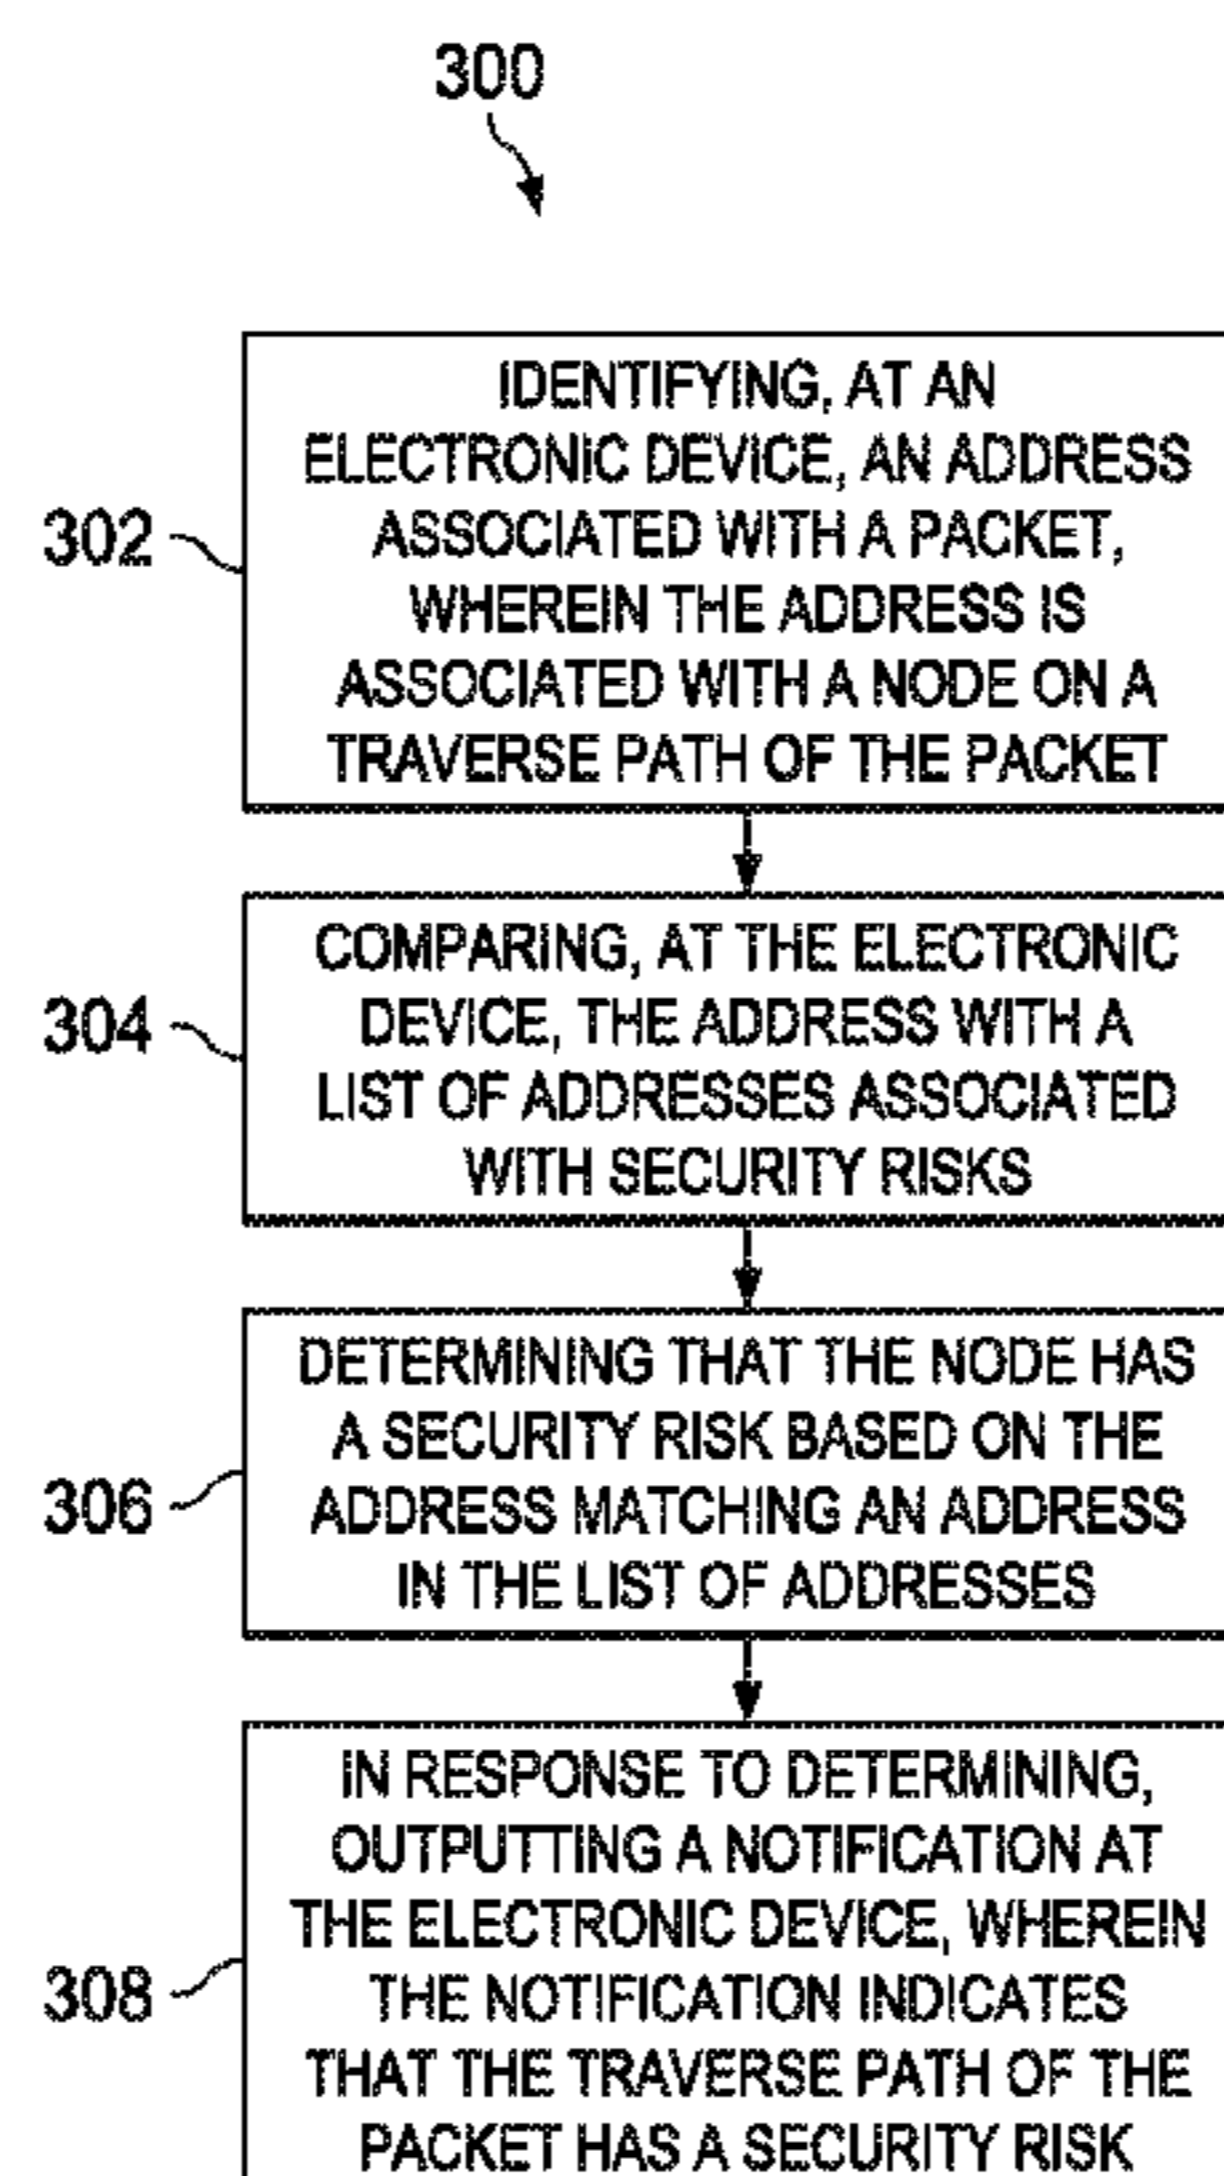 300
302
IDENTIFYING, AT AN
ELECTRONIC DEVICE, AN ADDRESS
ASSOCIATED WITH A PACKET,
WHEREIN THE ADDRESS IS
ASSOCIATED WITH A NODE ON A
TRAVERSE PATH OF THE PACKET
304
COMPARING, AT THE ELECTRONIC
DEVICE, THE ADDRESS WITH A
LIST OF ADDRESSES ASSOCIATED
WITH SECURITY RISKS
306
DETERMINING THAT THE NODE HAS
A SECURITY RISK BASED ON THE
ADDRESS MATCHING AN ADDRESS
IN THE LIST OF ADDRESSES
308
IN RESPONSE TO DETERMINING,
OUTPUTTING A NOTIFICATION AT
THE ELECTRONIC DEVICE, WHEREIN
THE NOTIFICATION INDICATES
THAT THE TRAVERSE PATH OF THE
PACKET HAS A SECURITY RISK